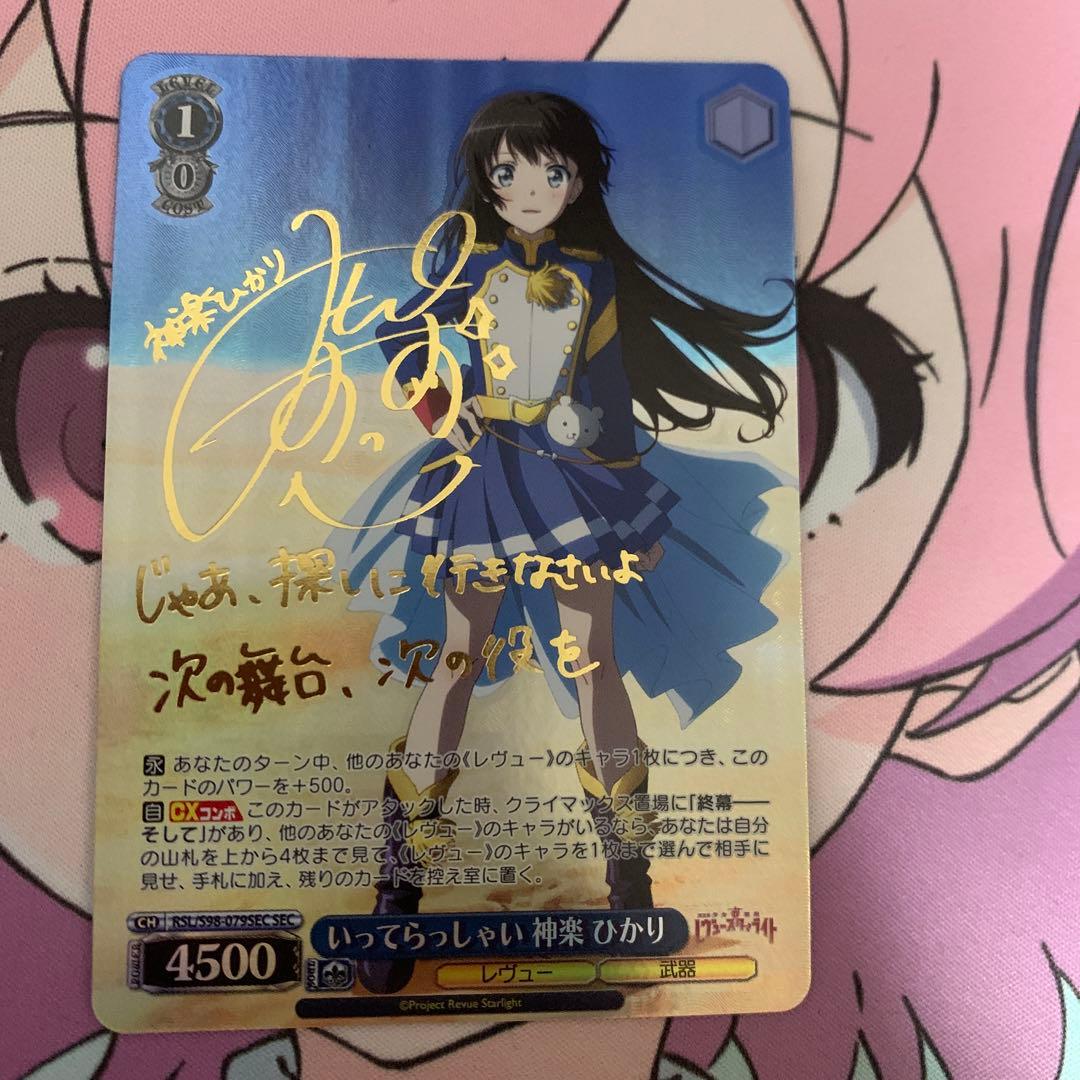 LEVEL
1
0
COST
神楽ひかり
じゃあ、探しに行きなさいよ
次の舞台、次の役を
永 あなたのターン中、他のあなたの《レヴュー》のキャラ1枚につき、この
カードのパワーを+500。
自 CXコンボ このカードがアタックした時、クライマックス置場に「終幕――
そして」があり、他のあなたの《レヴュー》のキャラがいるなら、あなたは自分
の山札を上から4枚まで見て、《レヴュー》のキャラを1枚まで選んで相手に
見せ、手札に加え、残りのカードを控え室に置く。
CH RSL/S98-079SEC SEC
いってらっしゃい 神楽 ひかり
レヴュースタァライト
POWER 4500
レヴュー 武器
©Project Revue Starlight